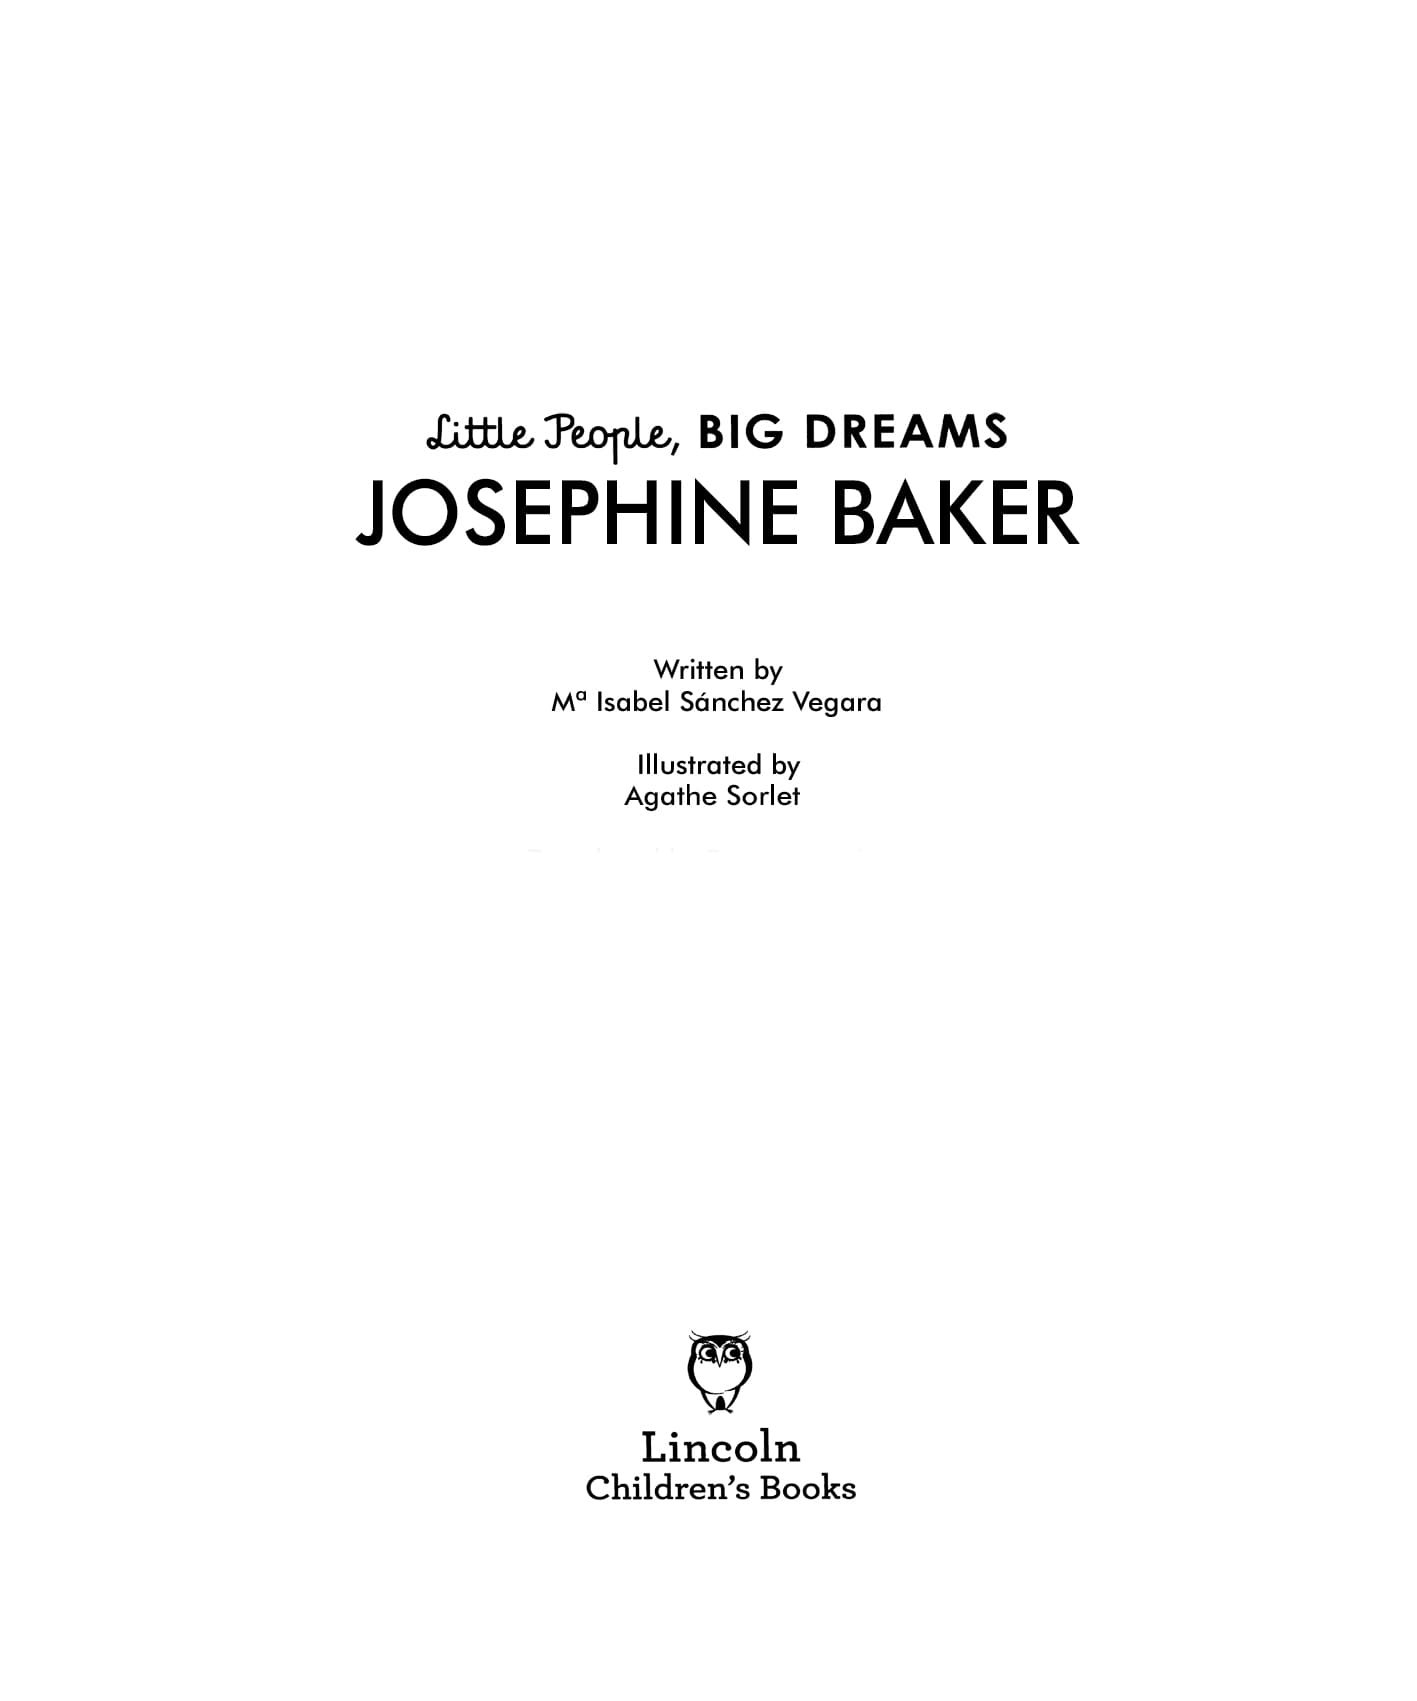 Little People, BIG DREAMS
JOSEPHINE BAKER
Written by
Mª Isabel Sánchez Vegara
Illustrated by
Agathe Sorlet
Lincoln
Children's Books